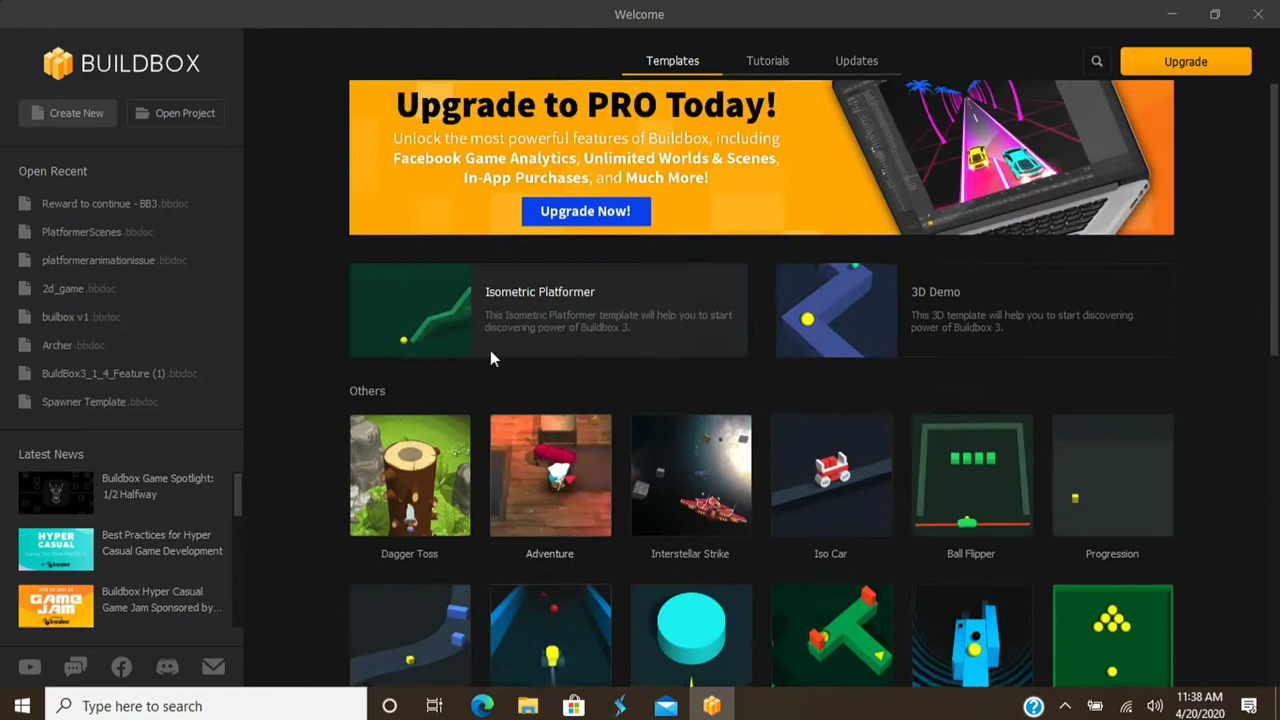 Welcome
BUILDBOX
Create New
Open Project
Open Recent
Reward to continue - BB3.bbdoc
PlatformerScenes.bbdoc
platformeranimationissue.bbdoc
2d_game.bbdoc
builbox v1.bbdoc
Archer.bbdoc
BuildBox3_1_4_Feature (1).bbdoc
Spawner Template.bbdoc
Latest News
Buildbox Game Spotlight:
1/2 Halfway
HYPER
CASUAL
Best Practices for Hyper
Casual Game Development
GAME
JAM
Buildbox Hyper Casual
Game Jam Sponsored by...
Templates
Tutorials
Updates
Upgrade
Upgrade to PRO Today!
Unlock the most powerful features of Buildbox, including
Facebook Game Analytics, Unlimited Worlds & Scenes,
In-App Purchases, and Much More!
Upgrade Now!
Isometric Platformer
This Isometric Platformer template will help you to start
discovering power of Buildbox 3.
3D Demo
This 3D template will help you to start discovering
power of Buildbox 3.
Others
Dagger Toss
Adventure
Interstellar Strike
Iso Car
Ball Flipper
Progression
Type here to search
11:38 AM
4/20/2020